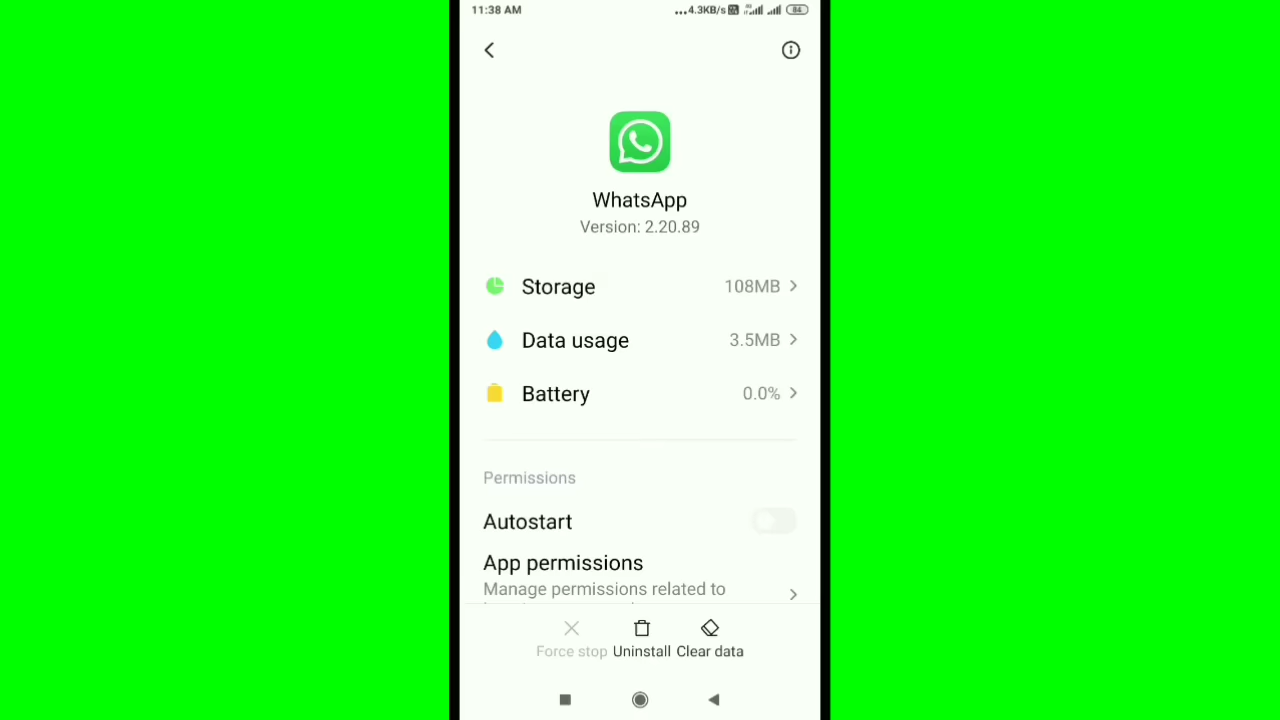 11:38 AM ...4.3KB/s 84
WhatsApp
Version: 2.20.89
Storage 108MB
Data usage 3.5MB
Battery 0.0%
Permissions
Autostart
App permissions
Manage permissions related to
Force stop Uninstall Clear data